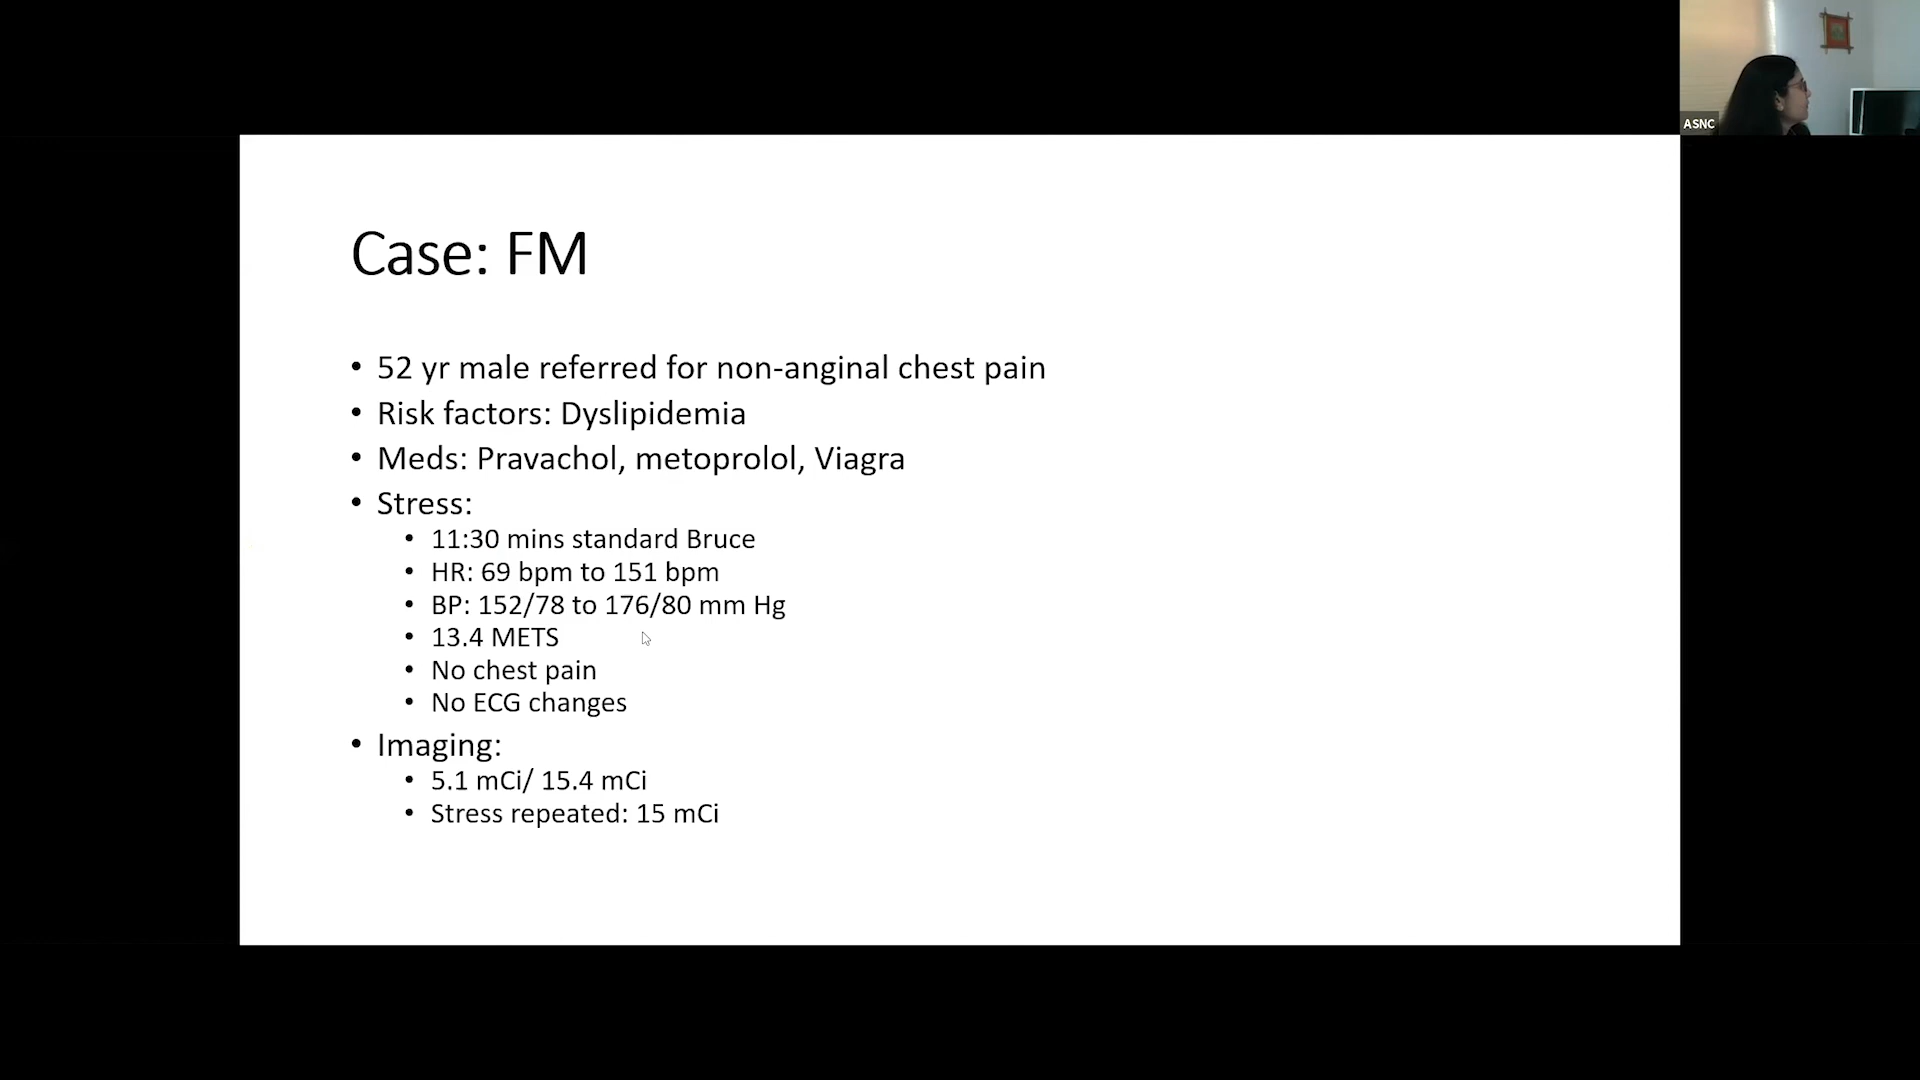 ASNC
Case: FM
• 52 yr male referred for non-anginal chest pain
• Risk factors: Dyslipidemia
• Meds: Pravachol, metoprolol, Viagra
• Stress:
• 11:30 mins standard Bruce
• HR: 69 bpm to 151 bpm
• BP: 152/78 to 176/80 mm Hg
• 13.4 METS
• No chest pain
• No ECG changes
• Imaging:
• 5.1 mCi/ 15.4 mCi
• Stress repeated: 15 mCi